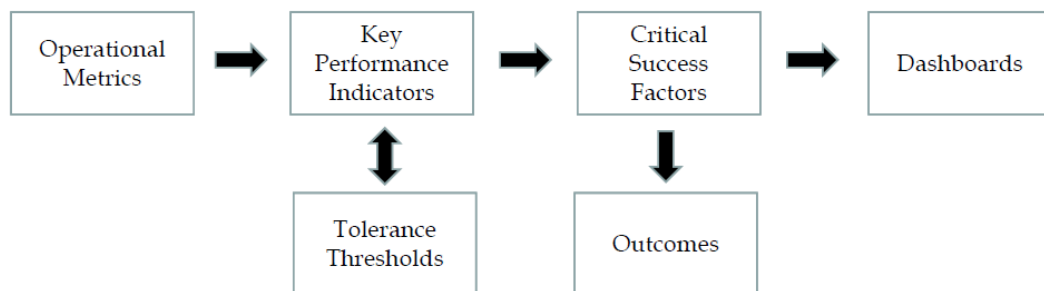 Operational
Metrics
Key
Performance
Indicators
Critical
Success
Factors
Dashboards
Tolerance
Thresholds
Outcomes